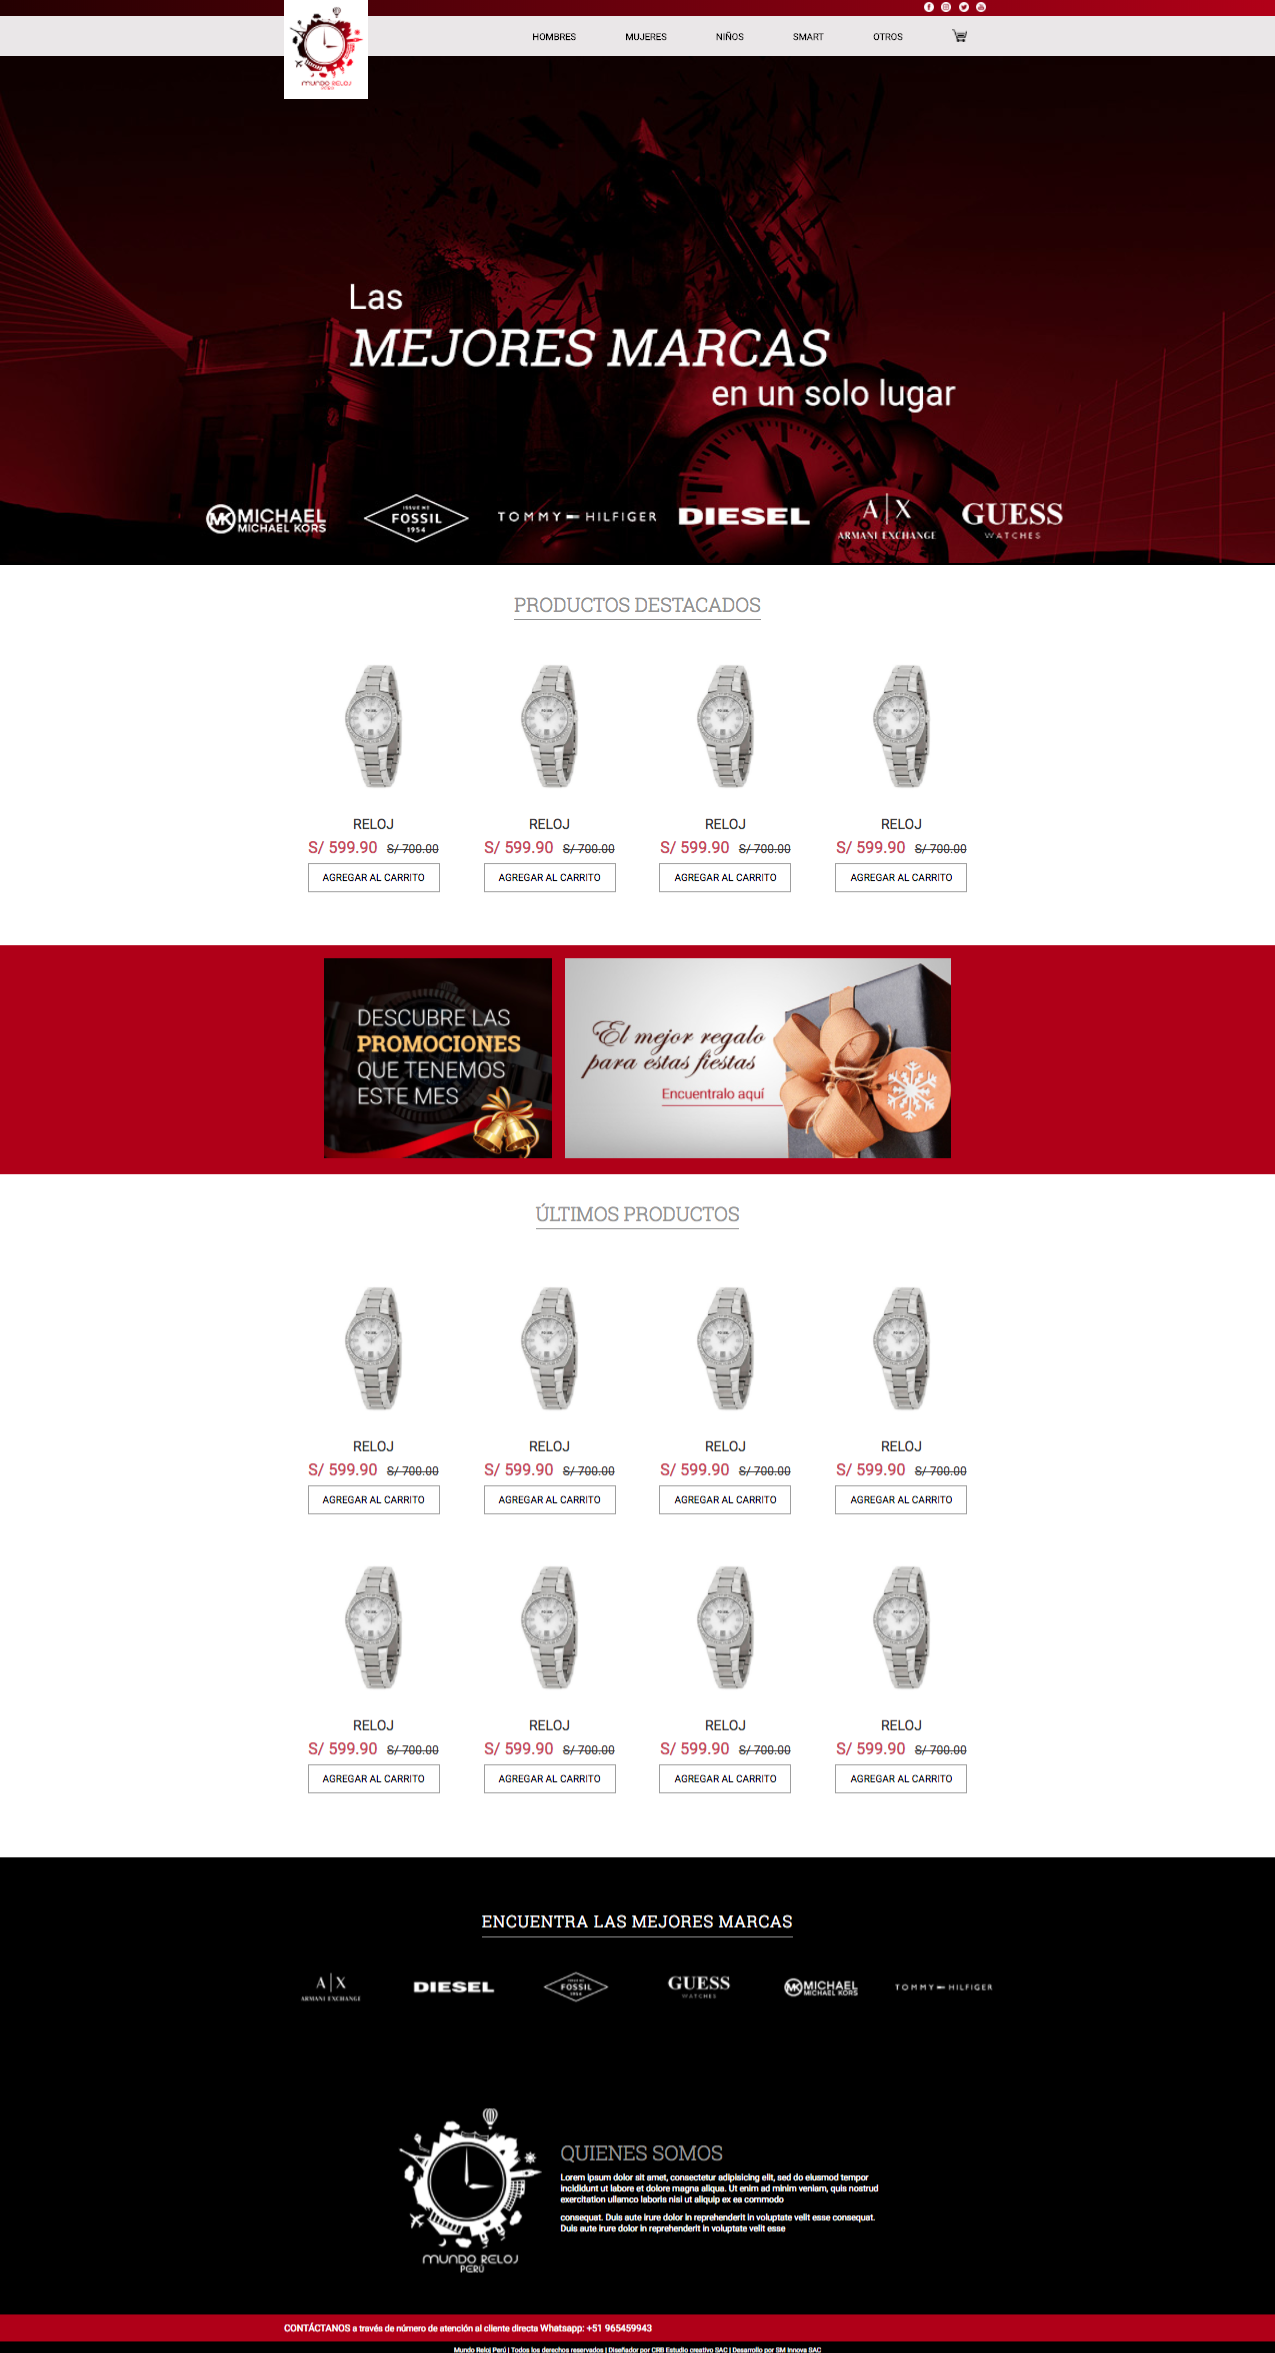 HOMBRES MUJERES NIÑOS SMART OTROS
MUNDO RELOJ
PERÚ
Las
MEJORES MARCAS
en un solo lugar
MK MICHAEL
MICHAEL KORS
ISSUE Nº
FOSSIL
1954
TOMMY HILFIGER
DIESEL
A|X
ARMANI EXCHANGE
GUESS
WATCHES
PRODUCTOS DESTACADOS
RELOJ RELOJ RELOJ RELOJ
S/ 599.90 S/ 700.00 S/ 599.90 S/ 700.00 S/ 599.90 S/ 700.00 S/ 599.90 S/ 700.00
AGREGAR AL CARRITO AGREGAR AL CARRITO AGREGAR AL CARRITO AGREGAR AL CARRITO
DESCUBRE LAS
PROMOCIONES
QUE TENEMOS
ESTE MES
El mejor regalo
para estas fiestas
Encuentralo aquí
ÚLTIMOS PRODUCTOS
RELOJ RELOJ RELOJ RELOJ
S/ 599.90 S/ 700.00 S/ 599.90 S/ 700.00 S/ 599.90 S/ 700.00 S/ 599.90 S/ 700.00
AGREGAR AL CARRITO AGREGAR AL CARRITO AGREGAR AL CARRITO AGREGAR AL CARRITO
RELOJ RELOJ RELOJ RELOJ
S/ 599.90 S/ 700.00 S/ 599.90 S/ 700.00 S/ 599.90 S/ 700.00 S/ 599.90 S/ 700.00
AGREGAR AL CARRITO AGREGAR AL CARRITO AGREGAR AL CARRITO AGREGAR AL CARRITO
ENCUENTRA LAS MEJORES MARCAS
A|X
ARMANI EXCHANGE
DIESEL
ISSUE Nº
FOSSIL
1954
GUESS
WATCHES
MK MICHAEL
MICHAEL KORS
TOMMY HILFIGER
MUNDO RELOJ
PERÚ
QUIENES SOMOS
Lorem ipsum dolor sit amet, consectetur adipisicing elit, sed do eiusmod tempor
incididunt ut labore et dolore magna aliqua. Ut enim ad minim veniam, quis nostrud
exercitation ullamco laboris nisi ut aliquip ex ea commodo
consequat. Duis aute irure dolor in reprehenderit in voluptate velit esse consequat.
Duis aute irure dolor in reprehenderit in voluptate velit esse
CONTÁCTANOS a través de número de atención al cliente directa Whatsapp: +51 965459943
Mundo Reloj Perú | Todos los derechos reservados | Diseñador por CIRB Estudio creativo SAC | Desarrollo por SM Innova SAC